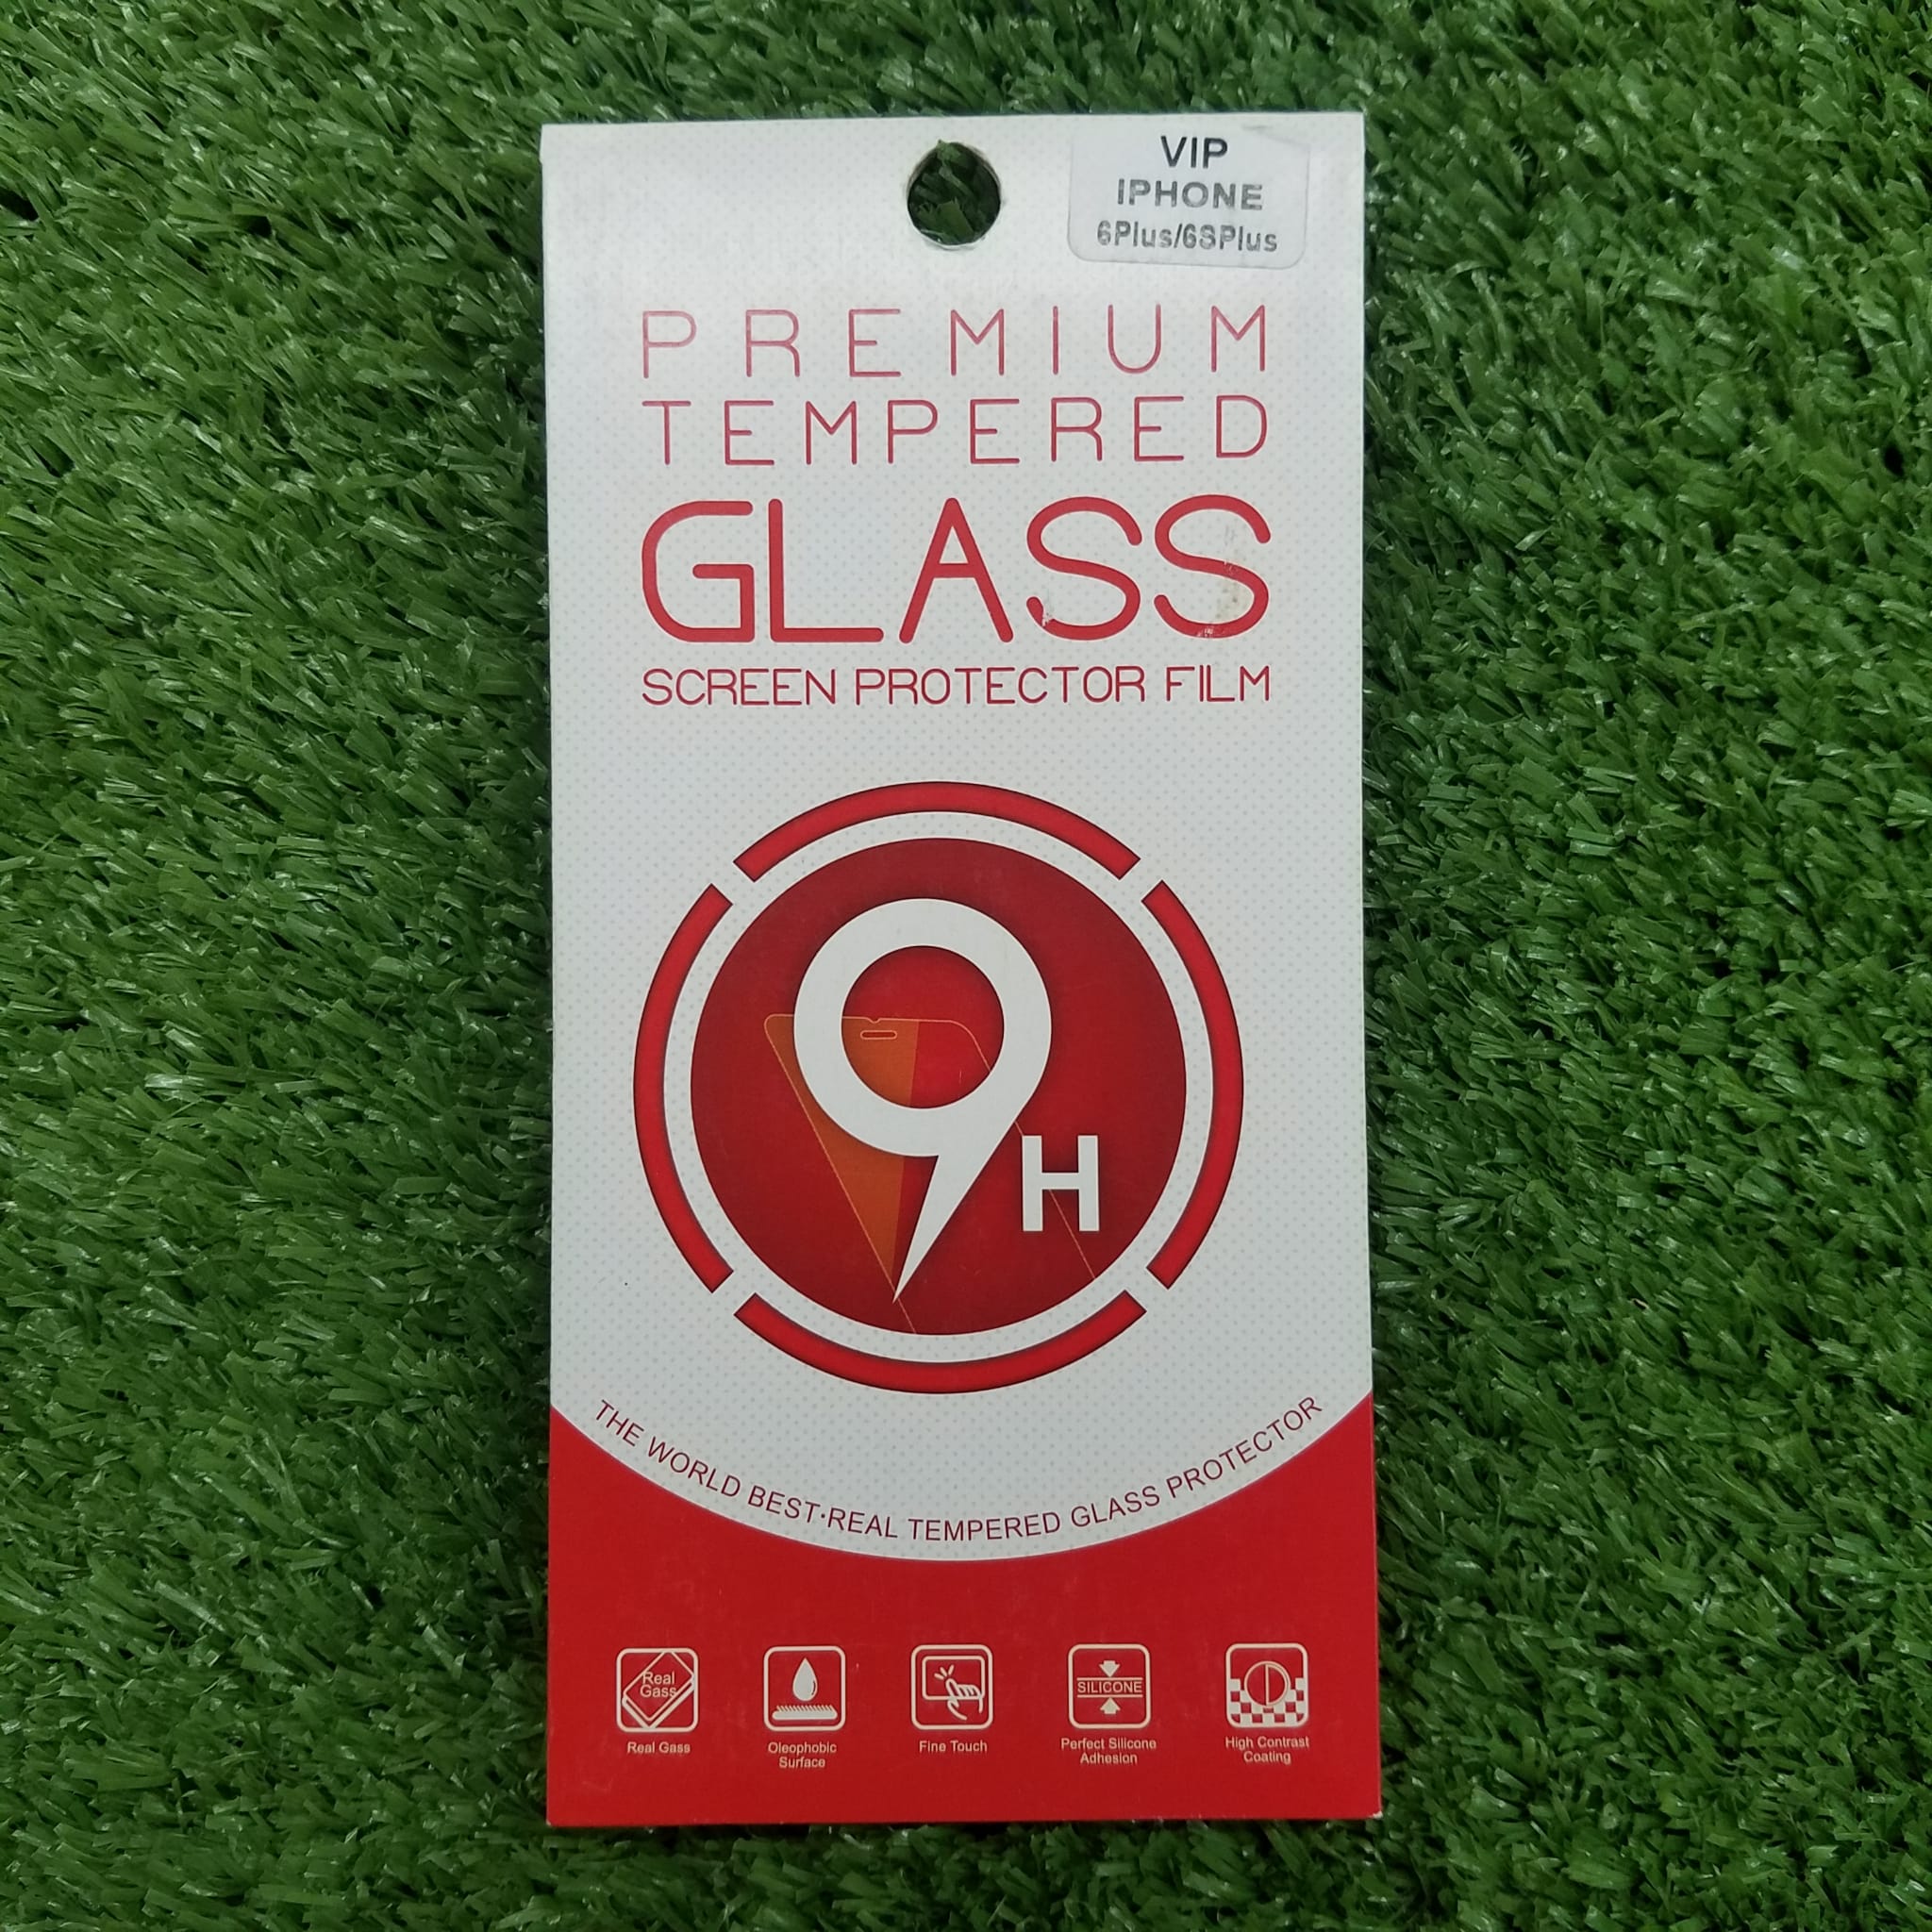 VIP
IPHONE
6Plus/6SPlus
PREMIUM
TEMPERED
GLASS
SCREEN PROTECTOR FILM
9H
THE WORLD BEST·REAL TEMPERED GLASS PROTECTOR
Real
Gass
SILICONE
Real Gass
Oleophobic
Surface
Fine Touch
Perfect Silicone
Adhesion
High Contrast
Coating